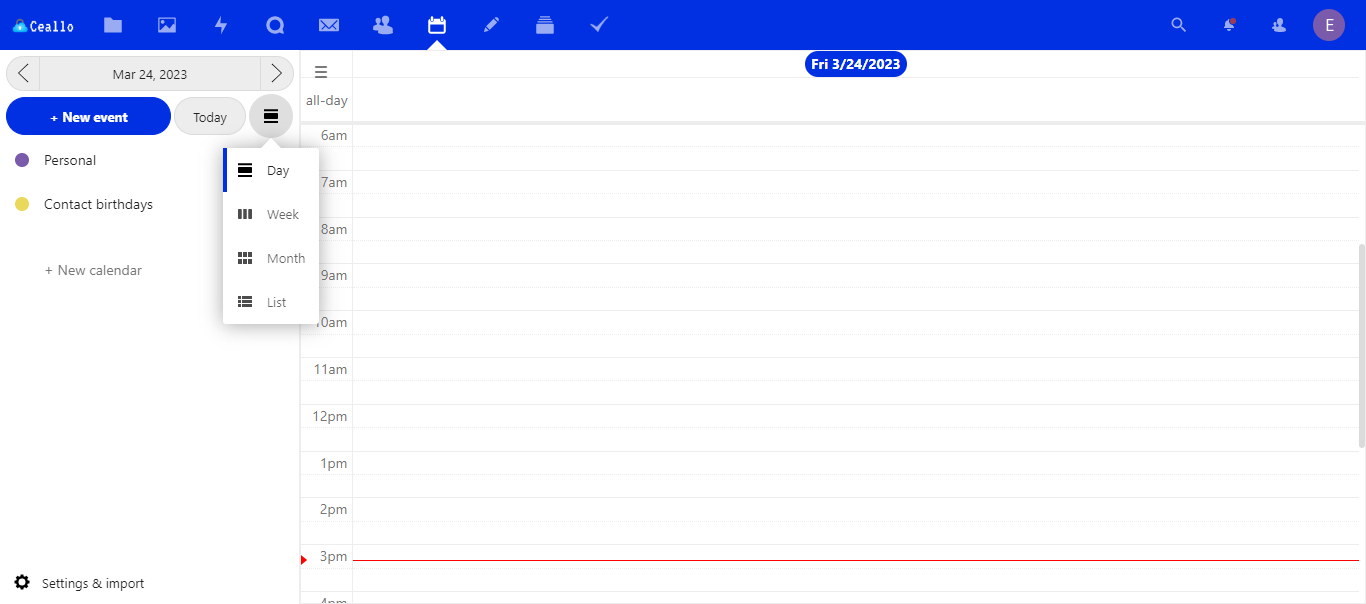 Ceallo
E
Mar 24, 2023
+ New event
Today
Personal
Contact birthdays
+ New calendar
Day
Week
Month
List
Settings & import
Fri 3/24/2023
all-day
6am
7am
8am
9am
10am
11am
12pm
1pm
2pm
3pm
4pm